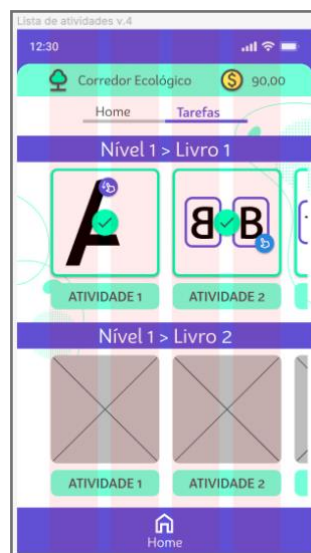 Lista de atividades v.4
12:30
Corredor Ecológico $ 90,00
Home Tarefas
Nível 1 > Livro 1
A B B
ATIVIDADE 1 ATIVIDADE 2
Nível 1 > Livro 2
ATIVIDADE 1 ATIVIDADE 2
Home